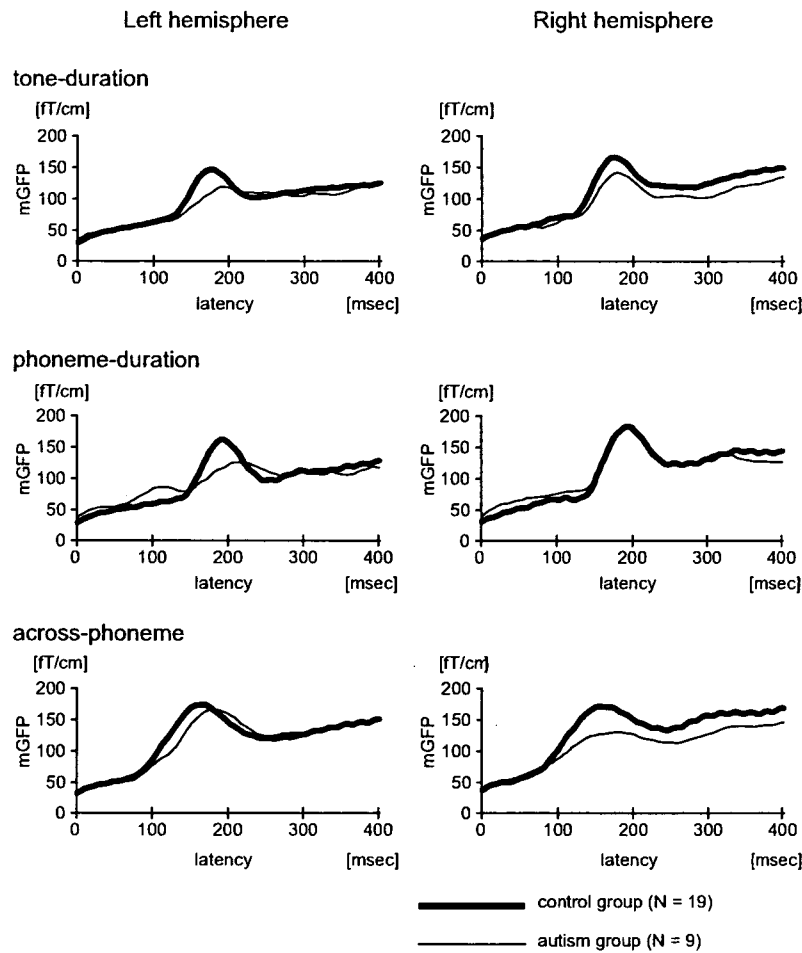 Left hemisphere Right hemisphere
tone-duration
[fT/cm] [fT/cm]
200 200
150 150
100 100
50 50
0 0
mGFP mGFP
0 100 200 300 400 0 100 200 300 400
latency [msec] latency [msec]
phoneme-duration
[fT/cm] [fT/cm]
200 200
150 150
100 100
50 50
0 0
mGFP mGFP
0 100 200 300 400 0 100 200 300 400
latency [msec] latency [msec]
across-phoneme
[fT/cm] [fT/cm]
200 200
150 150
100 100
50 50
0 0
mGFP mGFP
0 100 200 300 400 0 100 200 300 400
latency [msec] latency [msec]
control group (N = 19)
autism group (N = 9)